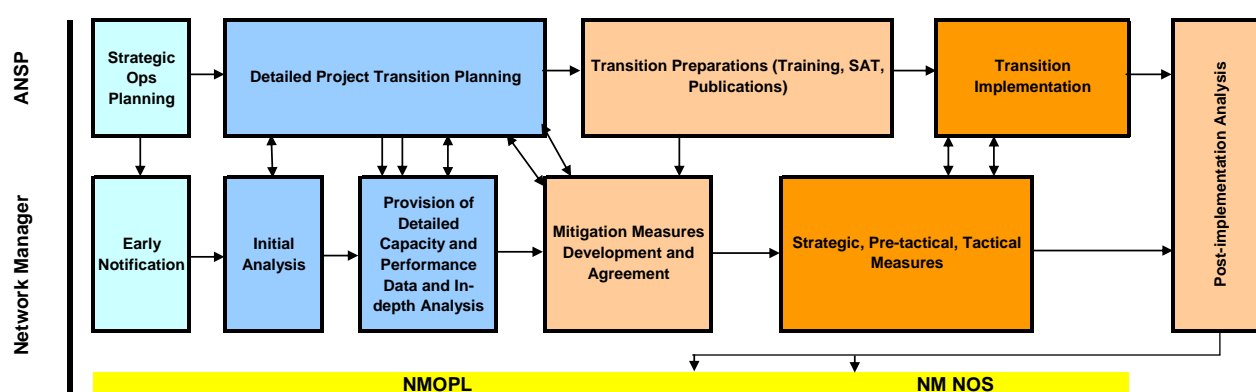 ANSP
Strategic
Ops
Planning
Detailed Project Transition Planning
Transition Preparations (Training, SAT,
Publications)
Transition
Implementation
Post-implementation Analysis
Network Manager
Early
Notification
Initial
Analysis
Provision of
Detailed
Capacity and
Performance
Data and In-
depth Analysis
Mitigation Measures
Development and
Agreement
Strategic, Pre-tactical, Tactical
Measures
NMOPL
NM NOS